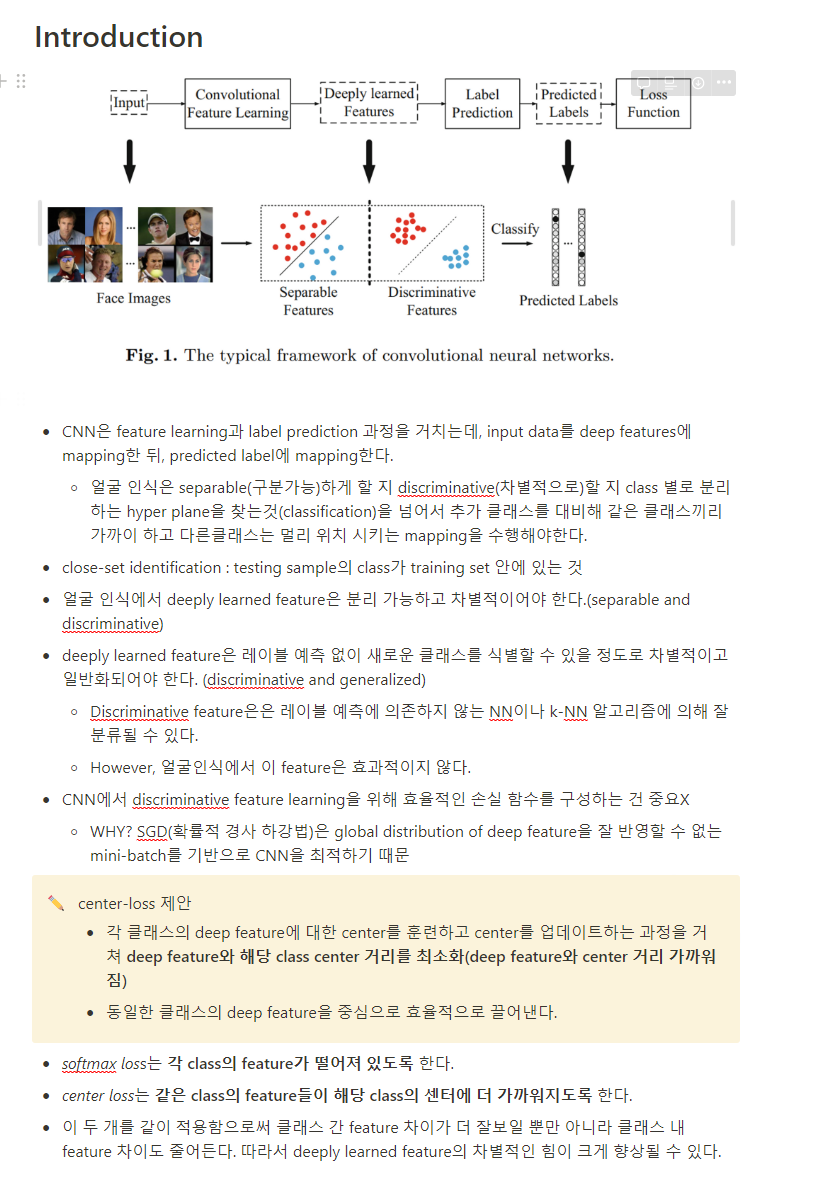 Introduction
Input
Convolutional
Feature Learning
Deeply learned
Features
Label
Prediction
Predicted
Labels
Loss
Function
Face Images
Separable
Features
Discriminative
Features
Classify
Predicted Labels
Fig. 1. The typical framework of convolutional neural networks.
• CNN은 feature learning과 label prediction 과정을 거치는데, input data를 deep features에
mapping한 뒤, predicted label에 mapping한다.
◦ 얼굴 인식은 separable(구분가능)하게 할 지 discriminative(차별적으로)할 지 class 별로 분리
하는 hyper plane을 찾는것(classification)을 넘어서 추가 클래스를 대비해 같은 클래스끼리
가까이 하고 다른클래스는 멀리 위치 시키는 mapping을 수행해야한다.
• close-set identification : testing sample의 class가 training set 안에 있는 것
• 얼굴 인식에서 deeply learned feature은 분리 가능하고 차별적이어야 한다.(separable and
discriminative)
• deeply learned feature은 레이블 예측 없이 새로운 클래스를 식별할 수 있을 정도로 차별적이고
일반화되어야 한다. (discriminative and generalized)
◦ Discriminative feature은은 레이블 예측에 의존하지 않는 NN이나 k-NN 알고리즘에 의해 잘
분류될 수 있다.
◦ However, 얼굴인식에서 이 feature은 효과적이지 않다.
• CNN에서 discriminative feature learning을 위해 효율적인 손실 함수를 구성하는 건 중요X
◦ WHY? SGD(확률적 경사 하강법)은 global distribution of deep feature을 잘 반영할 수 없는
mini-batch를 기반으로 CNN을 최적하기 때문
✏️ center-loss 제안
• 각 클래스의 deep feature에 대한 center를 훈련하고 center를 업데이트하는 과정을 거
쳐 deep feature와 해당 class center 거리를 최소화(deep feature와 center 거리 가까워
짐)
• 동일한 클래스의 deep feature을 중심으로 효율적으로 끌어낸다.
• softmax loss는 각 class의 feature가 떨어져 있도록 한다.
• center loss는 같은 class의 feature들이 해당 class의 센터에 더 가까워지도록 한다.
• 이 두 개를 같이 적용함으로써 클래스 간 feature 차이가 더 잘보일 뿐만 아니라 클래스 내
feature 차이도 줄어든다. 따라서 deeply learned feature의 차별적인 힘이 크게 향상될 수 있다.